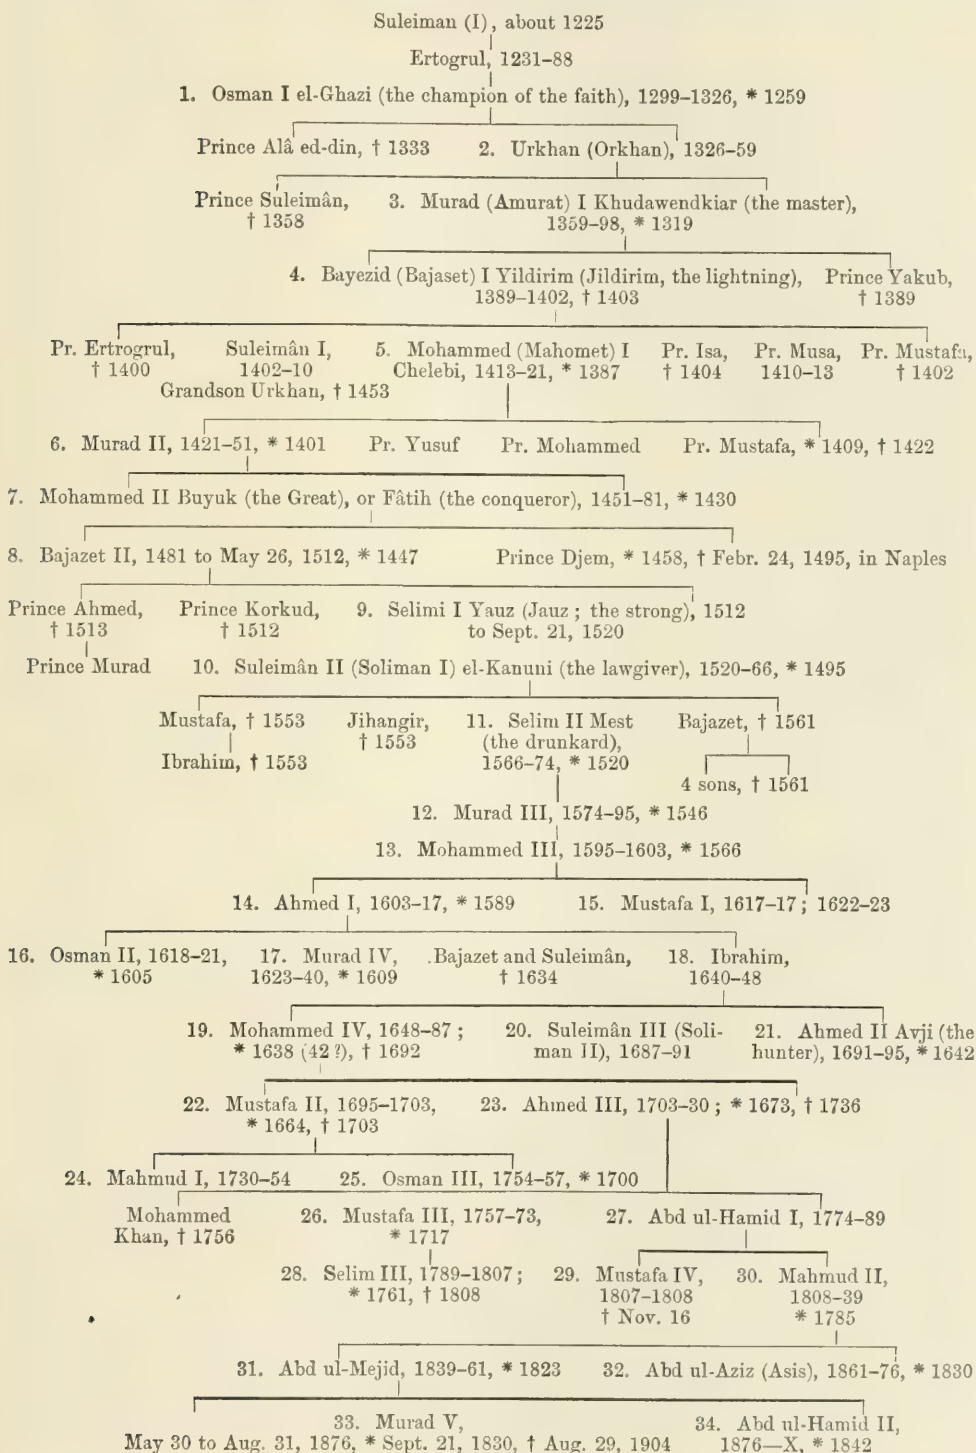 Suleiman (I), about 1225
Ertogrul, 1231–88
1. Osman I el-Ghazi (the champion of the faith), 1299–1326, * 1259
Prince Alâ ed-din, † 1333 2. Urkhan (Orkhan), 1326–59
Prince Suleimân, 3. Murad (Amurat) I Khudawendkiar (the master),
† 1358 1359–98, * 1319
4. Bayezid (Bajaset) I Yildirim (Jildirim, the lightning), Prince Yakub,
1389–1402, † 1403 † 1389
Pr. Ertrogrul, Suleimân I, 5. Mohammed (Mahomet) I Pr. Isa, Pr. Musa, Pr. Mustafa,
† 1400 1402–10 Chelebi, 1413–21, * 1387 † 1404 1410–13 † 1402
Grandson Urkhan, † 1453
6. Murad II, 1421–51, * 1401 Pr. Yusuf Pr. Mohammed Pr. Mustafa, * 1409, † 1422
7. Mohammed II Buyuk (the Great), or Fâtih (the conqueror), 1451–81, * 1430
8. Bajazet II, 1481 to May 26, 1512, * 1447 Prince Djem, * 1458, † Febr. 24, 1495, in Naples
Prince Ahmed, Prince Korkud, 9. Selimi I Yauz (Jauz ; the strong), 1512
† 1513 † 1512 to Sept. 21, 1520
Prince Murad 10. Suleimân II (Soliman I) el-Kanuni (the lawgiver), 1520–66, * 1495
Mustafa, † 1553 Jihangir, 11. Selim II Mest Bajazet, † 1561
† 1553 (the drunkard),
Ibrahim, † 1553 1566–74, * 1520
4 sons, † 1561
12. Murad III, 1574–95, * 1546
13. Mohammed III, 1595–1603, * 1566
14. Ahmed I, 1603–17, * 1589 15. Mustafa I, 1617–17 ; 1622–23
16. Osman II, 1618–21, 17. Murad IV, Bajazet and Suleimân, 18. Ibrahim,
* 1605 1623–40, * 1609 † 1634 1640–48
19. Mohammed IV, 1648–87 ; 20. Suleimân III (Soli- 21. Ahmed II Avji (the
* 1638 (42 ?), † 1692 man II), 1687–91 hunter), 1691–95, * 1642
22. Mustafa II, 1695–1703, 23. Ahmed III, 1703–30 ; * 1673, † 1736
* 1664, † 1703
24. Mahmud I, 1730–54 25. Osman III, 1754–57, * 1700
Mohammed 26. Mustafa III, 1757–73, 27. Abd ul-Hamid I, 1774–89
Khan, † 1756 * 1717
28. Selim III, 1789–1807 ; 29. Mustafa IV, 30. Mahmud II,
* 1761, † 1808 1807–1808 1808–39
† Nov. 16 * 1785
31. Abd ul-Mejid, 1839–61, * 1823 32. Abd ul-Aziz (Asis), 1861–76, * 1830
33. Murad V, 34. Abd ul-Hamid II,
May 30 to Aug. 31, 1876, * Sept. 21, 1830, † Aug. 29, 1904 1876—X, * 1842